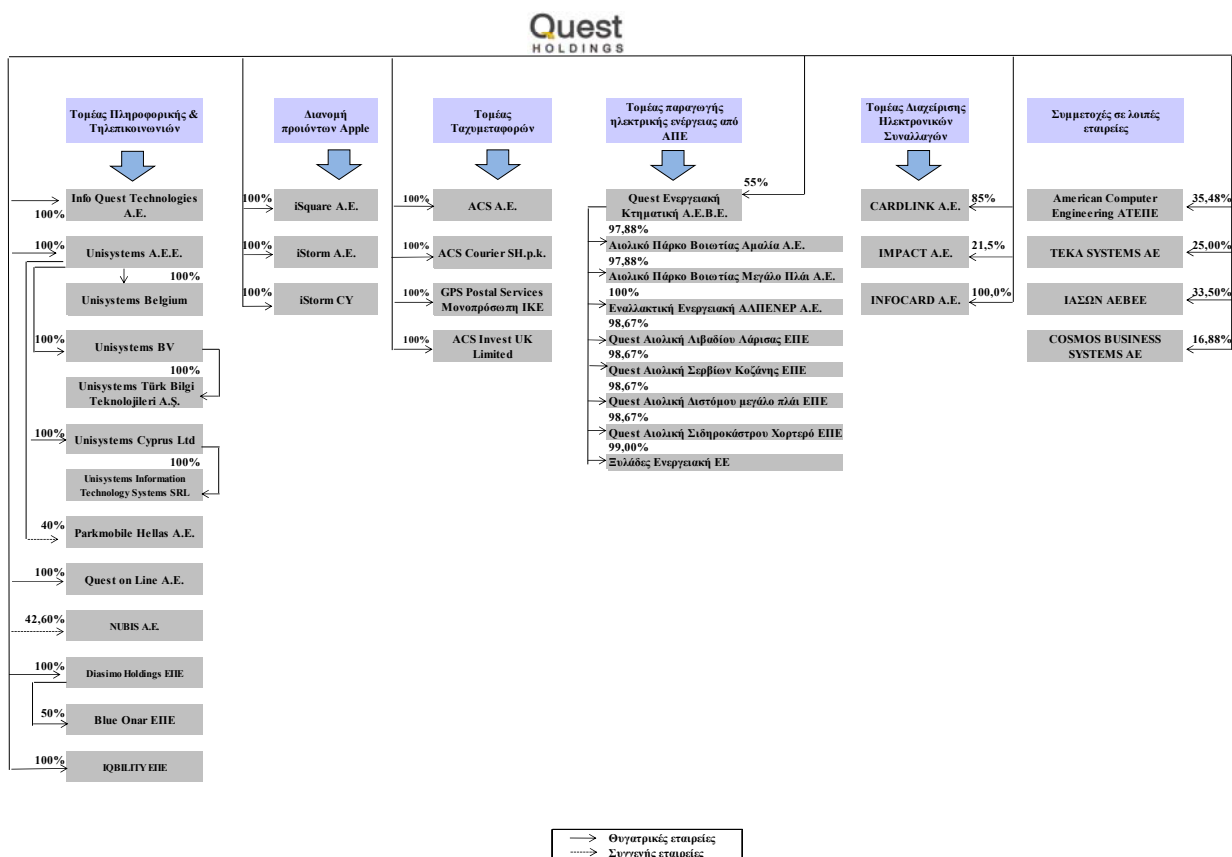 Quest
HOLDINGS
Τομέας Πληροφορικής &
Τηλεπικοινωνιών
100%
Info Quest Technologies
Α.Ε.
100%
Unisystems Α.Ε.Ε.
100%
Unisystems Belgium
100%
Unisystems BV
100%
Unisystems Türk Bilgi
Teknolojileri A.Ş.
100%
Unisystems Cyprus Ltd
100%
Unisystems Information
Technology Systems SRL
40%
Parkmobile Hellas Α.Ε.
100%
Quest on Line Α.Ε.
42,60%
NUBIS Α.Ε.
100%
Diasimo Holdings ΕΠΕ
50%
Blue Onar ΕΠΕ
100%
IQBILITY ΕΠΕ
Διανομή
προιόντων Apple
100%
iSquare Α.Ε.
100%
iStorm Α.Ε.
100%
iStorm CY
Τομέας
Ταχυμεταφορών
100%
ACS Α.Ε.
100%
ACS Courier SH.p.k.
100%
GPS Postal Services
Μονοπρόσωπη ΙΚΕ
100%
ACS Invest UK
Limited
Τομέας παραγωγής
ηλεκτρικής ενέργειας από
ΑΠΕ
55%
Quest Ενεργειακή
Κτηματική Α.Ε.Β.Ε.
97,88%
Αιολικό Πάρκο Βοιωτίας Αμαλία Α.Ε.
97,88%
Αιολικό Πάρκο Βοιωτίας Μεγάλο Πλάι Α.Ε.
100%
Εναλλακτική Ενεργειακή ΑΛΠΕΝΕΡ Α.Ε.
98,67%
Quest Αιολική Λιβαδίου Λάρισας ΕΠΕ
98,67%
Quest Αιολική Σερβίων Κοζάνης ΕΠΕ
98,67%
Quest Αιολική Διστόμου μεγάλο πλάι ΕΠΕ
98,67%
Quest Αιολική Σιδηροκάστρου Χορτερό ΕΠΕ
99,00%
Ξυλάδες Ενεργειακή ΕΕ
Τομέας Διαχείρισης
Ηλεκτρονικών
Συναλλαγών
CARDLINK Α.Ε.
85%
IMPACT Α.Ε.
21,5%
INFOCARD Α.Ε.
100,0%
Συμμετοχές σε λοιπές
εταιρείες
American Computer
Engineering ΑΤΕΠΕ
35,48%
TEKA SYSTEMS ΑΕ
25,00%
ΙΑΣΩΝ ΑΕΒΕΕ
33,50%
COSMOS BUSINESS
SYSTEMS ΑΕ
16,88%
Θυγατρικές εταιρείες
Συγγενής εταιρείες